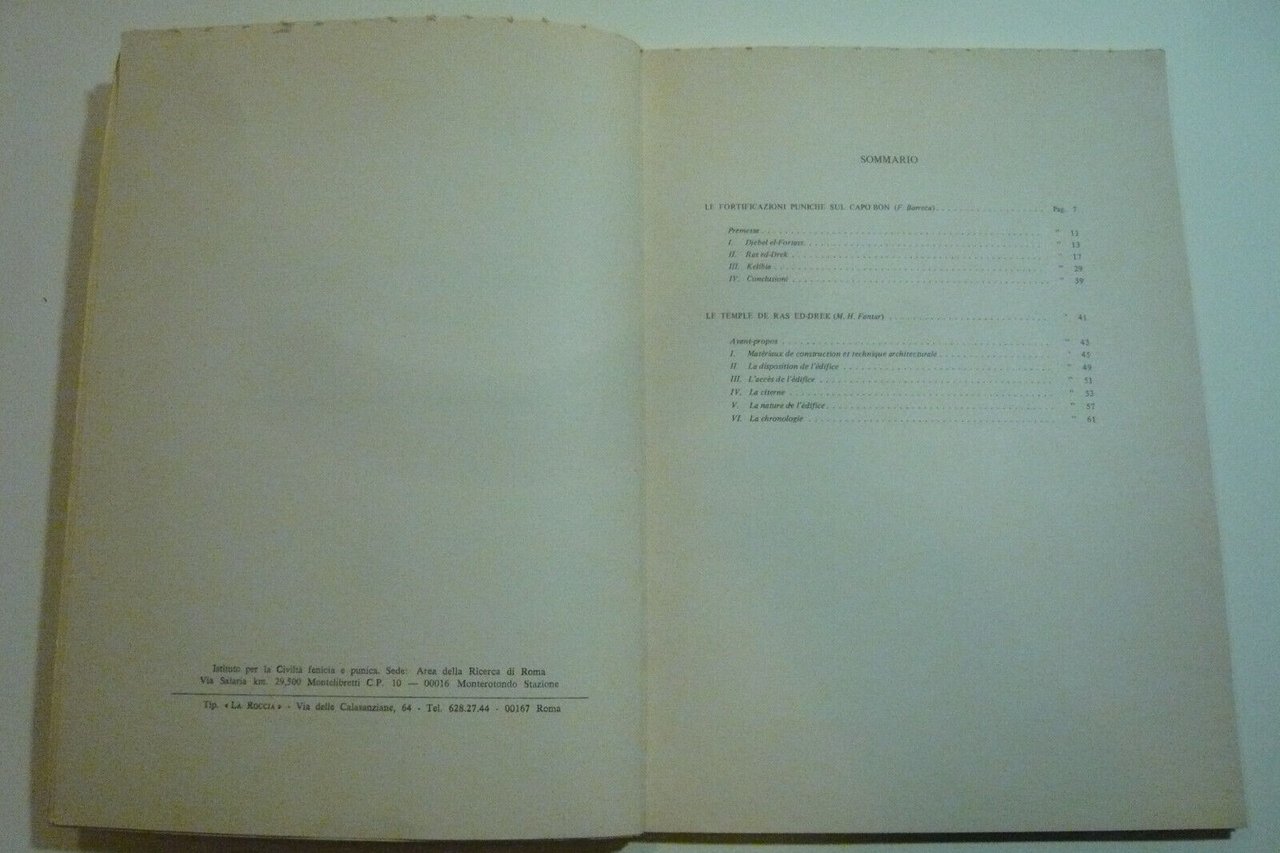 Istituto per la Civiltà fenicia e punica. Sede: Area della Ricerca di Roma
Via Salaria km. 29,500 Montelibretti C.P. 10 — 00016 Monterotondo Stazione
Tip. « LA ROCCIA » - Via delle Calasanziane, 64 - Tel. 628.27.44 - 00167 Roma
SOMMARIO
LE FORTIFICAZIONI PUNICHE SUL CAPO BON (F. Barreca) . . . . . . . . . . Pag. 7
Premesse . . . . . . . . . . " 11
I. Djebel el-Fortass . . . . . . . . . . " 13
II. Ras ed-Drek . . . . . . . . . . " 17
III. Kelibia . . . . . . . . . . " 29
IV. Conclusioni . . . . . . . . . . " 39
LE TEMPLE DE RAS ED-DREK (M. H. Fantar) . . . . . . . . . . " 41
Avant-propos . . . . . . . . . . " 43
I. Matériaux de construction et technique architecturale . . . . . . . . . . " 45
II. La disposition de l'édifice . . . . . . . . . . " 49
III. L'accès de l'édifice . . . . . . . . . . " 51
IV. La citerne . . . . . . . . . . " 53
V. La nature de l'édifice . . . . . . . . . . " 57
VI. La chronologie . . . . . . . . . . " 61